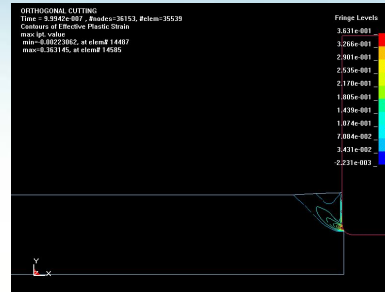 ORTHOGONAL CUTTING
Time = 9.9942e-007, #nodes=36153, #elem=35539
Contours of Effective Plastic Strain
max ipt. value
min=-0.00223062, at elem# 14487
max=0.363145, at elem# 14585
Fringe Levels
3.631e-001
3.266e-001
2.901e-001
2.535e-001
2.170e-001
1.805e-001
1.439e-001
1.074e-001
7.084e-002
3.431e-002
-2.231e-003
Y
X